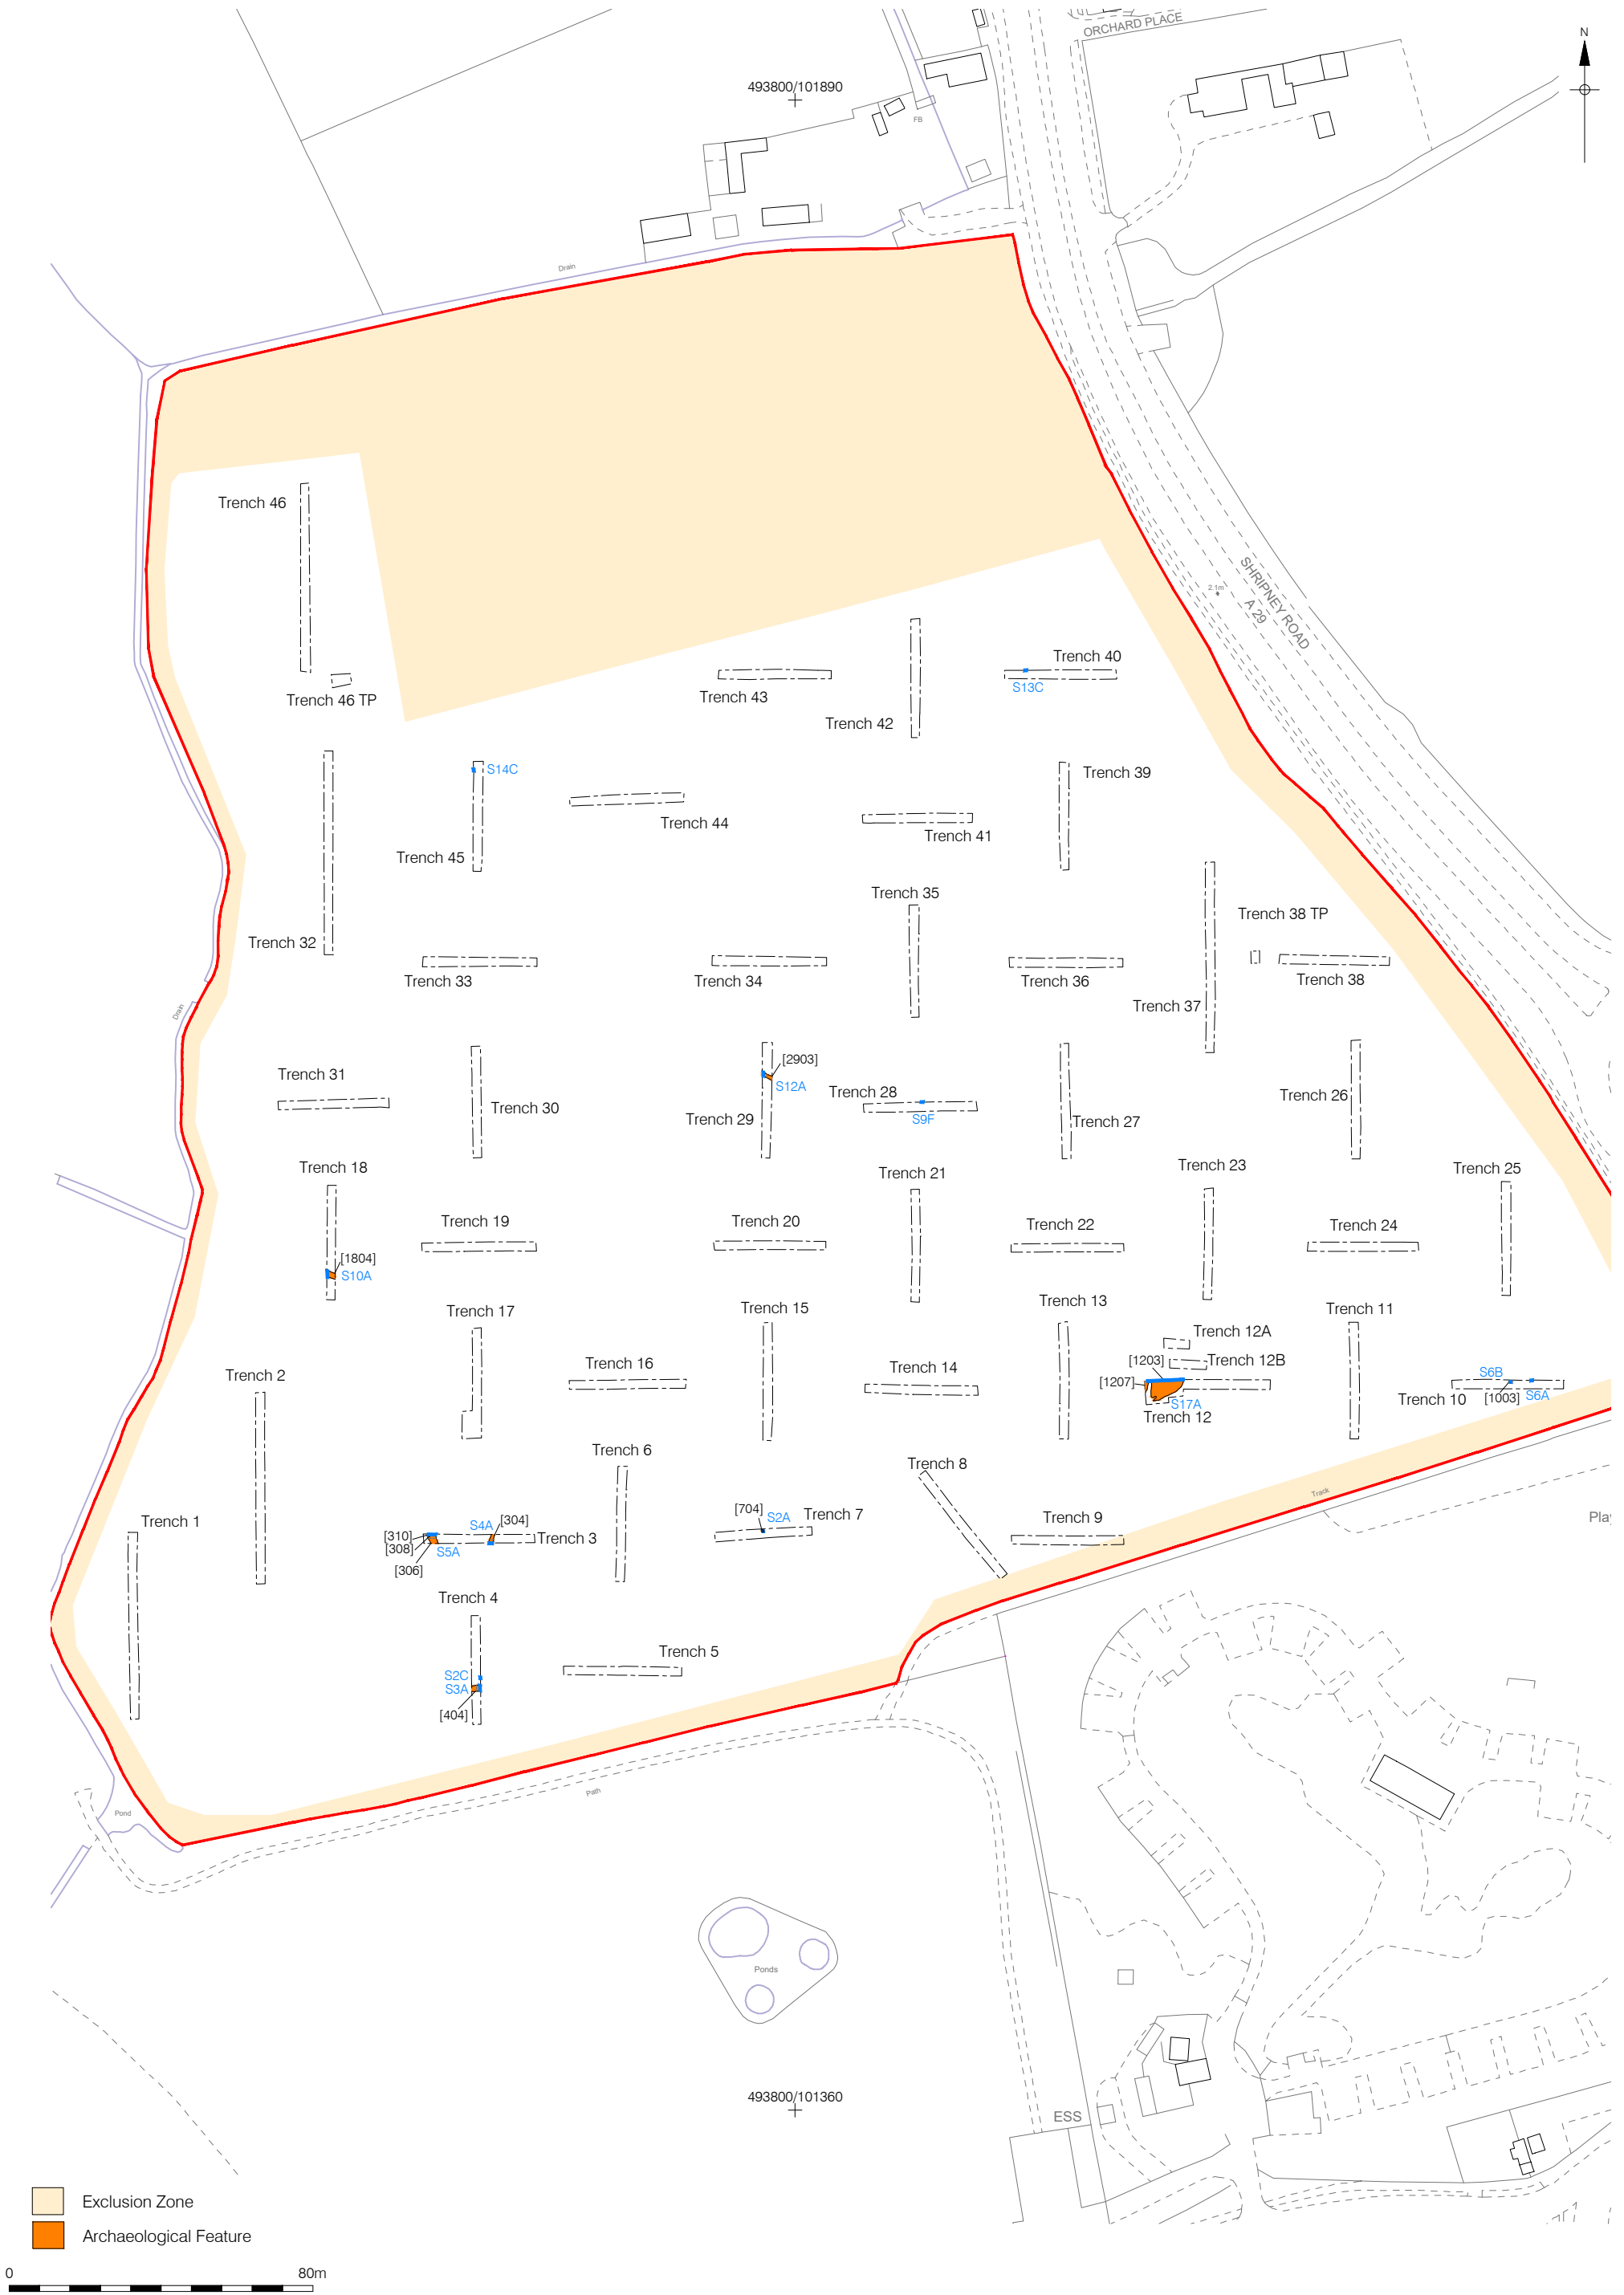 ORCHARD PLACE
N
493800/101890
FB
Drain
Trench 46
SHRIPNEY ROAD
A 29
2.1m
Trench 40
Trench 46 TP
Trench 43
S13C
Trench 42
S14C
Trench 39
Trench 44
Trench 41
Trench 45
Trench 35
Trench 38 TP
Trench 32
Trench 33
Trench 34
Trench 36
Trench 38
Drain
Trench 37
[2903]
Trench 31
S12A
Trench 28
Trench 26
Trench 30
Trench 29
S9F
Trench 27
Trench 18
Trench 21
Trench 23
Trench 25
Trench 19
Trench 20
Trench 22
Trench 24
[1804]
S10A
Trench 17
Trench 15
Trench 13
Trench 11
Trench 12A
Trench 2
Trench 16
Trench 14
[1203]
Trench 12B
S6B
[1207]
S17A
Trench 10
[1003]
S6A
Trench 12
Trench 6
Trench 8
Track
Trench 1
[704]
S2A
Trench 7
Trench 9
Play
S4A
[304]
[310]
Trench 3
[308]
S5A
[306]
Trench 4
Trench 5
S2C
S3A
[404]
Path
Pond
Ponds
493800/101360
ESS
Exclusion Zone
Archaeological Feature
0
80m